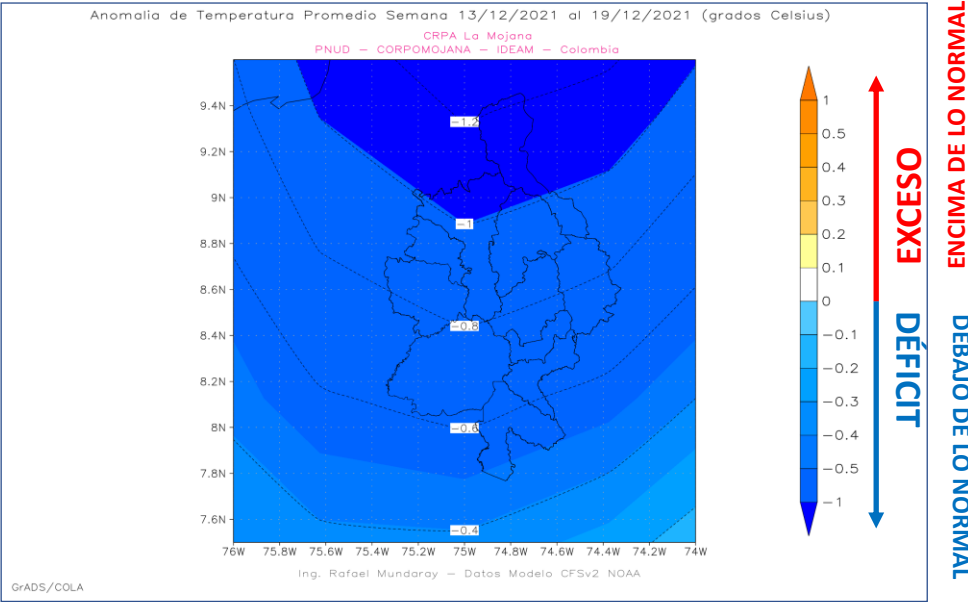 Anomalia de Temperatura Promedio Semana 13/12/2021 al 19/12/2021 (grados Celsius)
CRPA La Mojana
PNUD — CORPOMOJANA — IDEAM — Colombia
9.4N
9.2N
9N
8.8N
8.6N
8.4N
8.2N
8N
7.8N
7.6N
-1.2
-1
-0.8
-0.6
-0.4
76W 75.8W 75.6W 75.4W 75.2W 75W 74.8W 74.6W 74.4W 74.2W 74W
1
0.5
0.4
0.3
0.2
0.1
0
-0.1
-0.2
-0.3
-0.4
-0.5
-1
EXCESO
DÉFICIT
ENCIMA DE LO NORMAL
DEBAJO DE LO NORMAL
Ing. Rafael Mundaray — Datos Modelo CFSv2 NOAA
GrADS/COLA